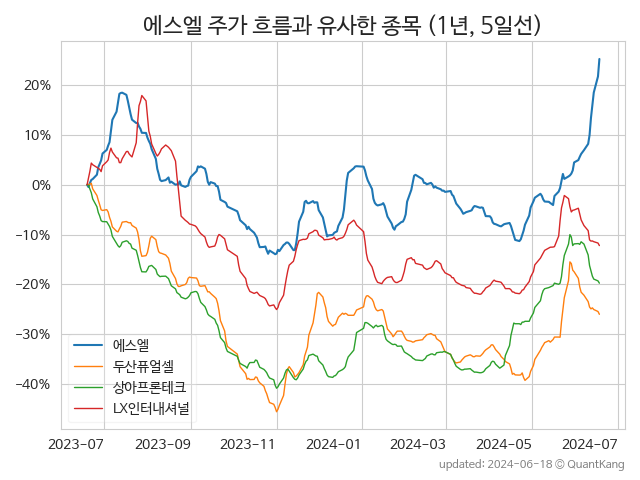 에스엘 주가 흐름과 유사한 종목 (1년, 5일선)
20%
10%
0%
−10%
−20%
−30%
−40%
에스엘
두산퓨얼셀
상아프론테크
LX인터내셔널
2023-07 2023-09 2023-11 2024-01 2024-03 2024-05 2024-07
updated: 2024-06-18 © QuantKang